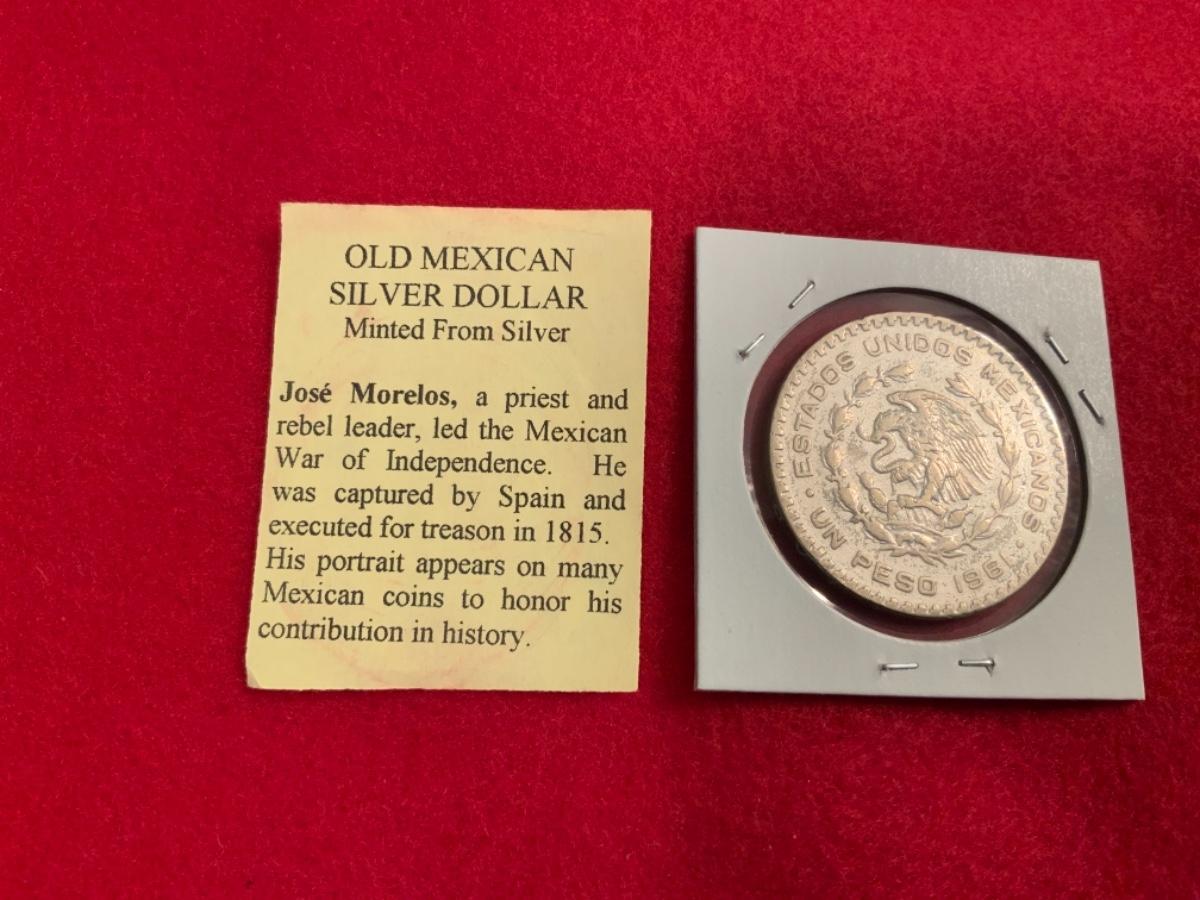 OLD MEXICAN
SILVER DOLLAR
Minted From Silver
José Morelos, a priest and
rebel leader, led the Mexican
War of Independence. He
was captured by Spain and
executed for treason in 1815.
His portrait appears on many
Mexican coins to honor his
contribution in history.
ESTADOS UNIDOS MEXICANOS
UN PESO 1961